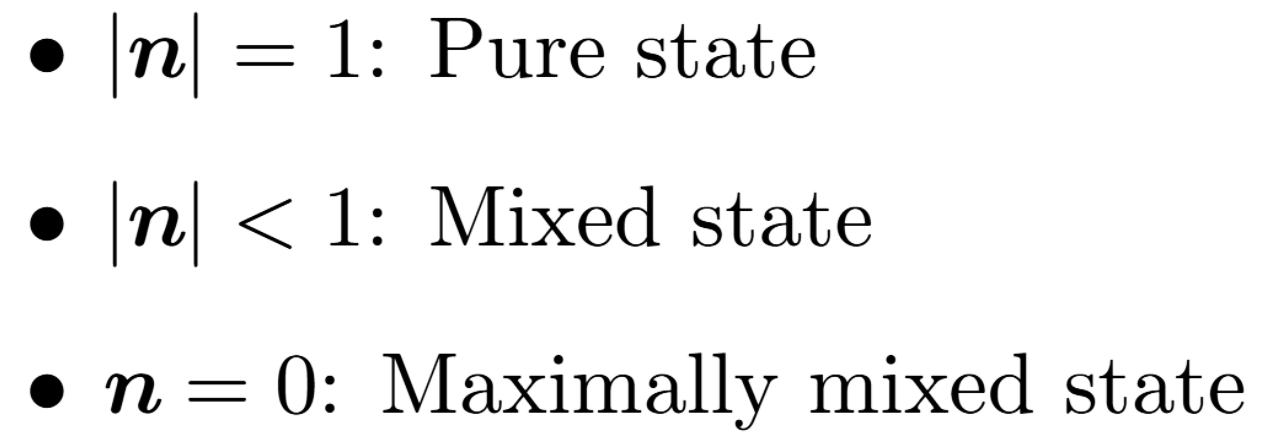 • |n| = 1: Pure state
• |n| < 1: Mixed state
• n = 0: Maximally mixed state